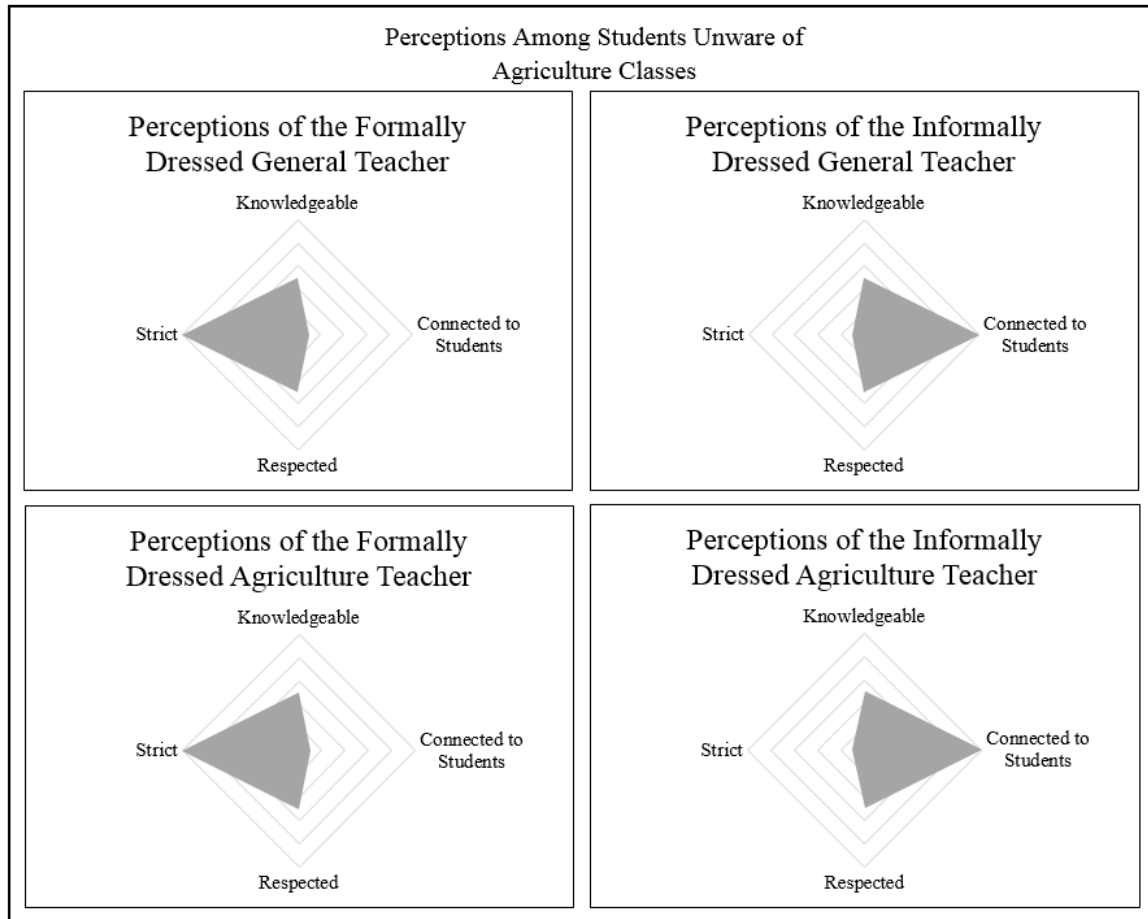 Perceptions Among Students Unware of
Agriculture Classes
Perceptions of the Formally
Dressed General Teacher
Knowledgeable
Strict
Connected to
Students
Respected
Perceptions of the Informally
Dressed General Teacher
Knowledgeable
Strict
Connected to
Students
Respected
Perceptions of the Formally
Dressed Agriculture Teacher
Knowledgeable
Strict
Connected to
Students
Respected
Perceptions of the Informally
Dressed Agriculture Teacher
Knowledgeable
Strict
Connected to
Students
Respected